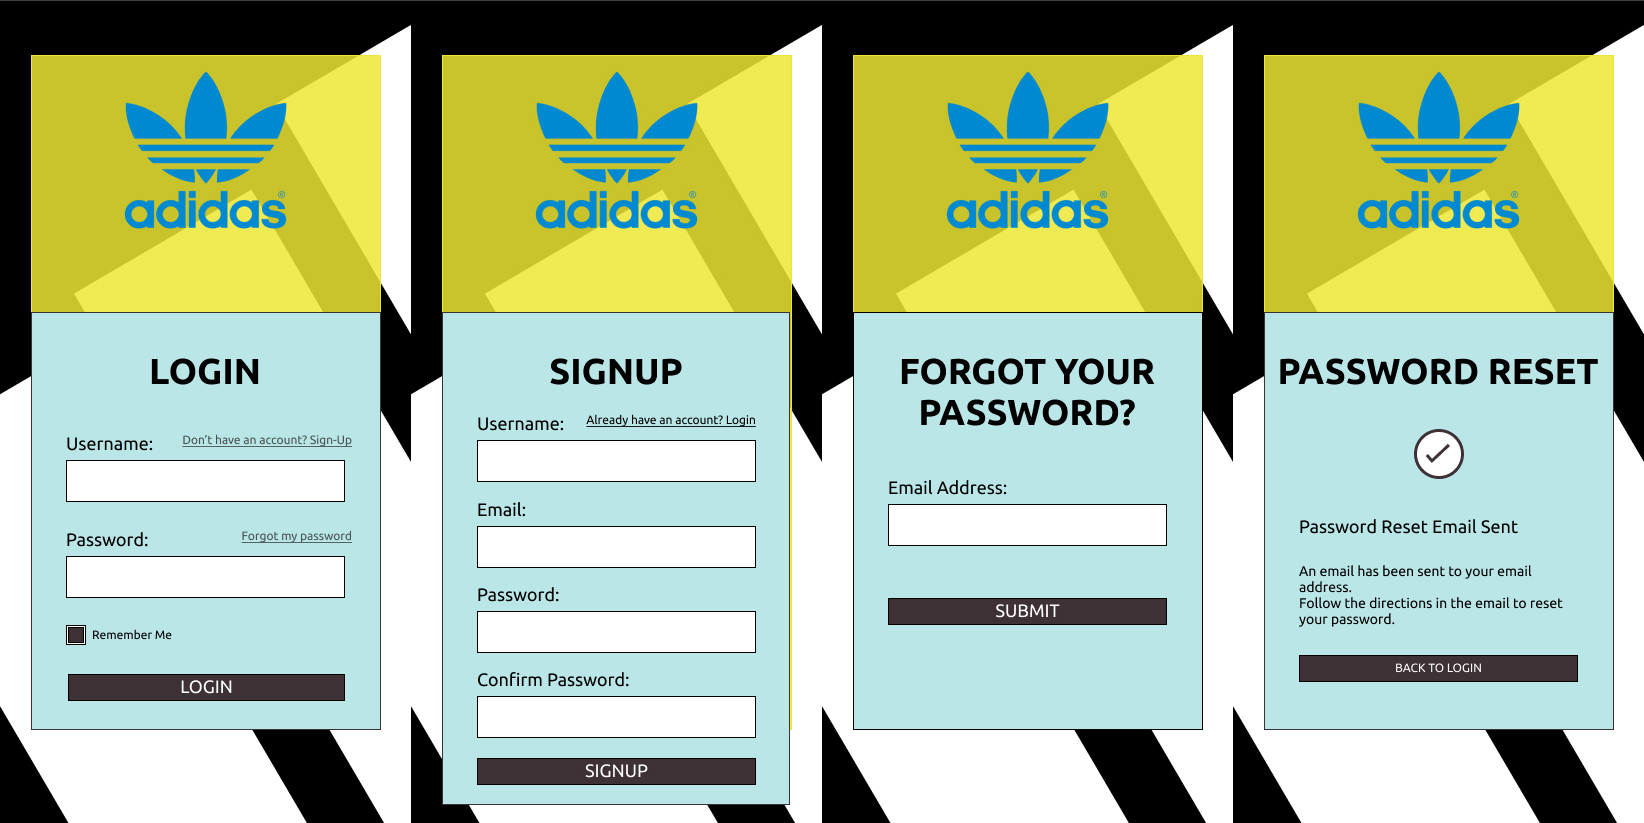 adidas®
LOGIN
Username:
Don't have an account? Sign-Up
Password:
Forgot my password
Remember Me
LOGIN
adidas®
SIGNUP
Username:
Already have an account? Login
Email:
Password:
Confirm Password:
SIGNUP
adidas®
FORGOT YOUR
PASSWORD?
Email Address:
SUBMIT
adidas®
PASSWORD RESET
Password Reset Email Sent
An email has been sent to your email
address.
Follow the directions in the email to reset
your password.
BACK TO LOGIN